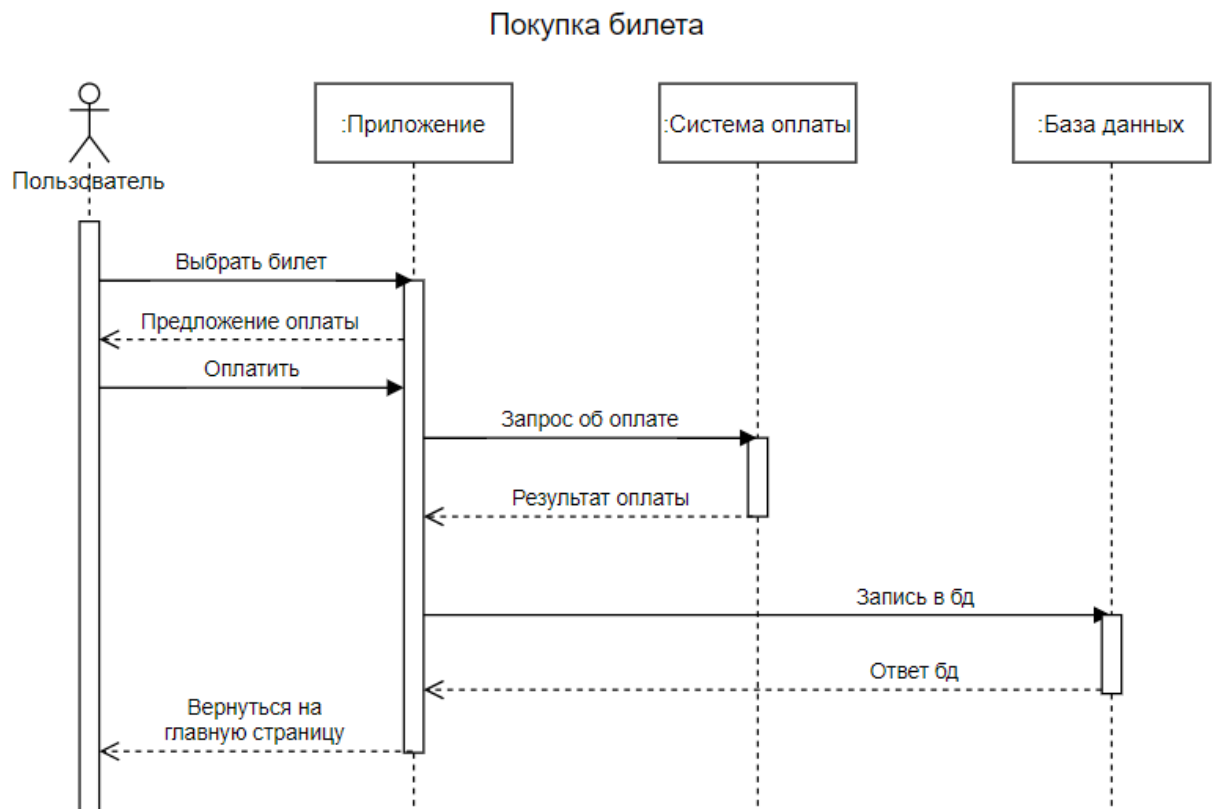 Покупка билета
:Приложение
:Система оплаты
:База данных
Пользователь
Выбрать билет
Предложение оплаты
Оплатить
Запрос об оплате
Результат оплаты
Запись в бд
Ответ бд
Вернуться на
главную страницу